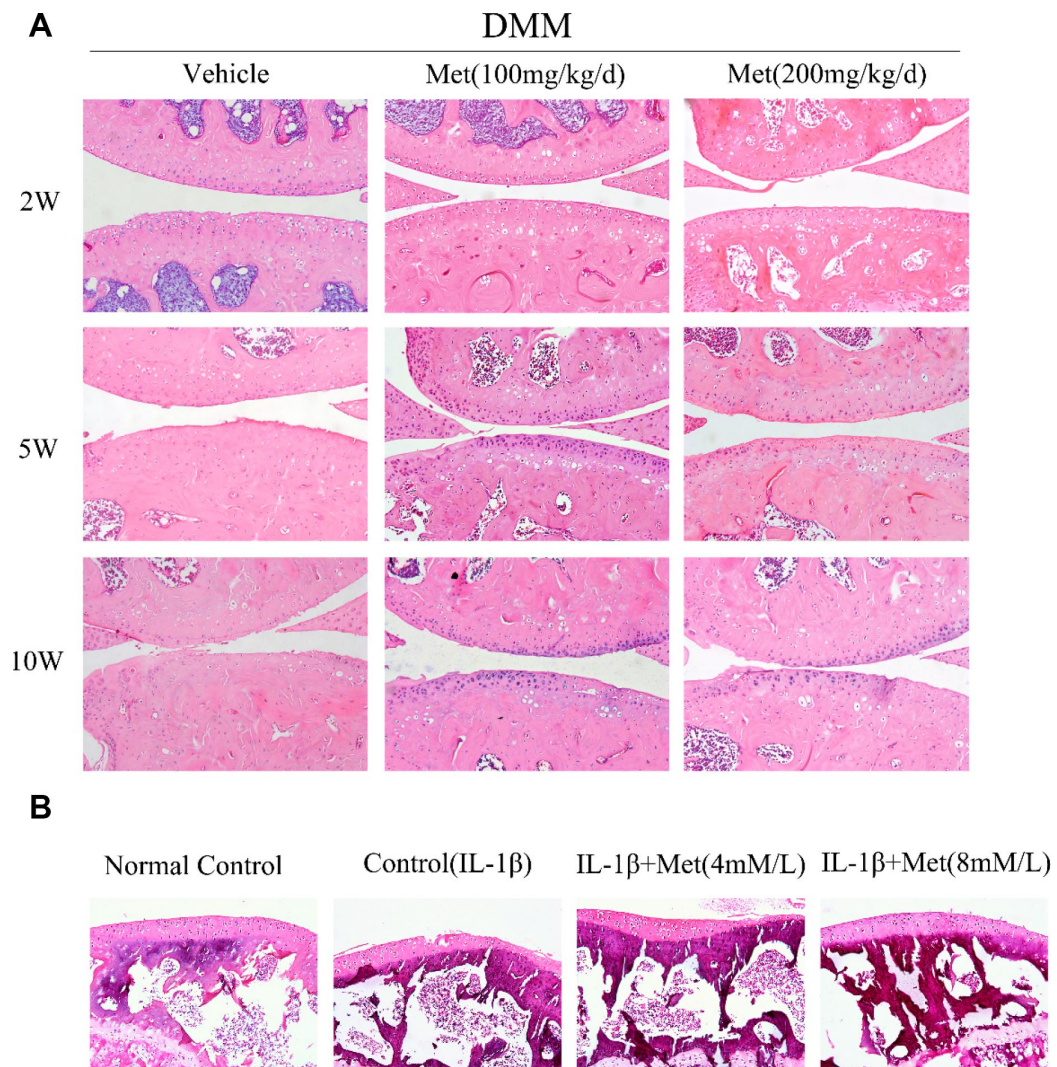 A
DMM
Vehicle Met(100mg/kg/d) Met(200mg/kg/d)
2W
5W
10W
B
Normal Control Control(IL-1β) IL-1β+Met(4mM/L) IL-1β+Met(8mM/L)